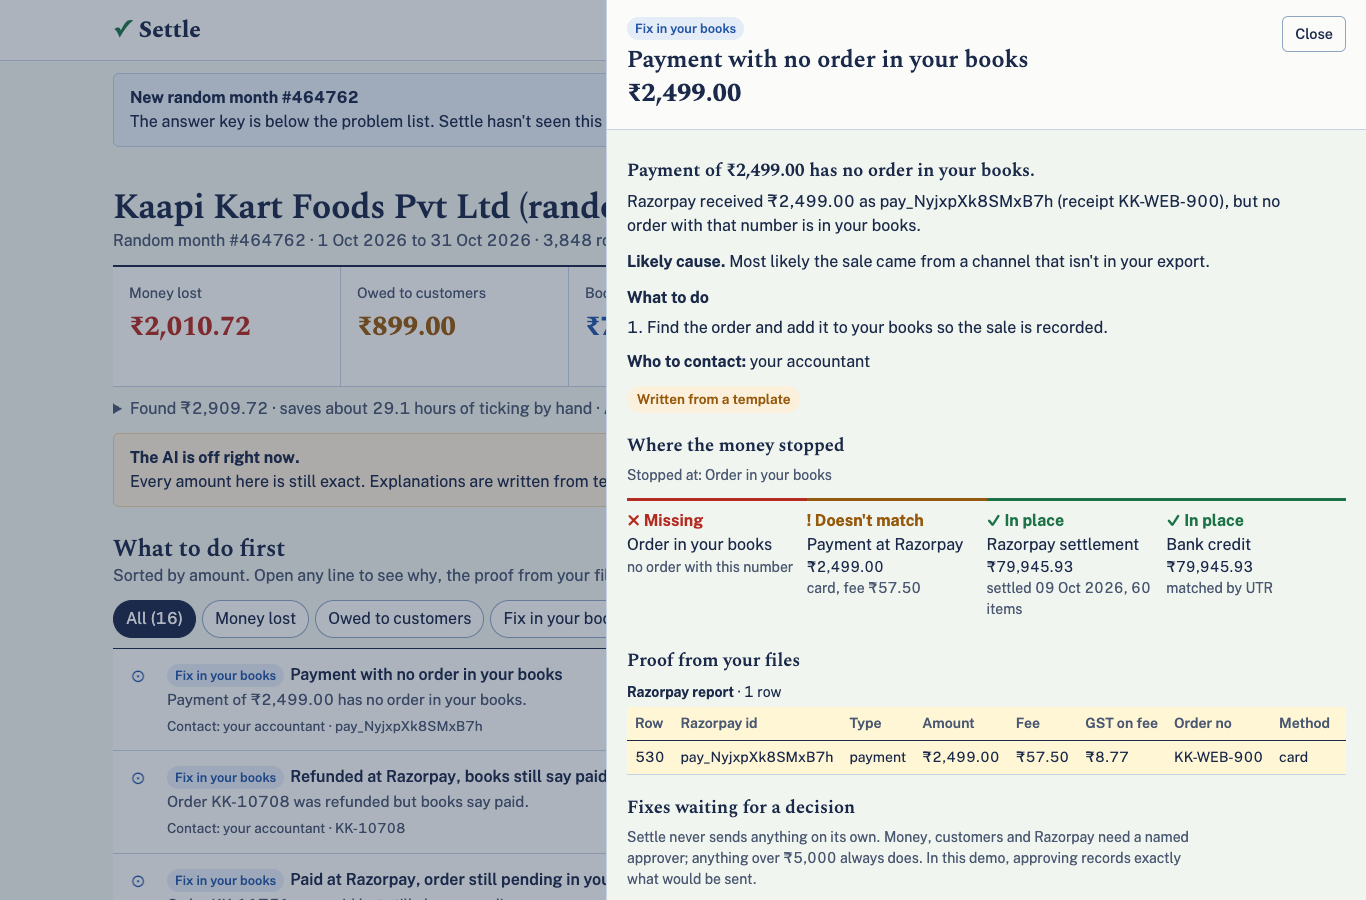 ✓ Settle
New random month #464762
The answer key is below the problem list. Settle hasn't seen this
Kaapi Kart Foods Pvt Ltd (rando
Random month #464762 · 1 Oct 2026 to 31 Oct 2026 · 3,848 ro
Money lost
₹2,010.72
Owed to customers
₹899.00
▶ Found ₹2,909.72 · saves about 29.1 hours of ticking by hand ·
The AI is off right now.
Every amount here is still exact. Explanations are written from te
What to do first
Sorted by amount. Open any line to see why, the proof from your fil
All (16) Money lost Owed to customers Fix in your boo
Fix in your books Payment with no order in your books
Payment of ₹2,499.00 has no order in your books.
Contact: your accountant · pay_NyjxpXk8SMxB7h
Fix in your books Refunded at Razorpay, books still say paid
Order KK-10708 was refunded but books say paid.
Contact: your accountant · KK-10708
Fix in your books Paid at Razorpay, order still pending in you
Fix in your books
Close
Payment with no order in your books
₹2,499.00
Payment of ₹2,499.00 has no order in your books.
Razorpay received ₹2,499.00 as pay_NyjxpXk8SMxB7h (receipt KK-WEB-900), but no
order with that number is in your books.
Likely cause. Most likely the sale came from a channel that isn't in your export.
What to do
1. Find the order and add it to your books so the sale is recorded.
Who to contact: your accountant
Written from a template
Where the money stopped
Stopped at: Order in your books
✕ Missing
Order in your books
no order with this number
! Doesn't match
Payment at Razorpay
₹2,499.00
card, fee ₹57.50
✓ In place
Razorpay settlement
₹79,945.93
settled 09 Oct 2026, 60
items
✓ In place
Bank credit
₹79,945.93
matched by UTR
Proof from your files
Razorpay report · 1 row
Row Razorpay id Type Amount Fee GST on fee Order no Method
530 pay_NyjxpXk8SMxB7h payment ₹2,499.00 ₹57.50 ₹8.77 KK-WEB-900 card
Fixes waiting for a decision
Settle never sends anything on its own. Money, customers and Razorpay need a named
approver; anything over ₹5,000 always does. In this demo, approving records exactly
what would be sent.